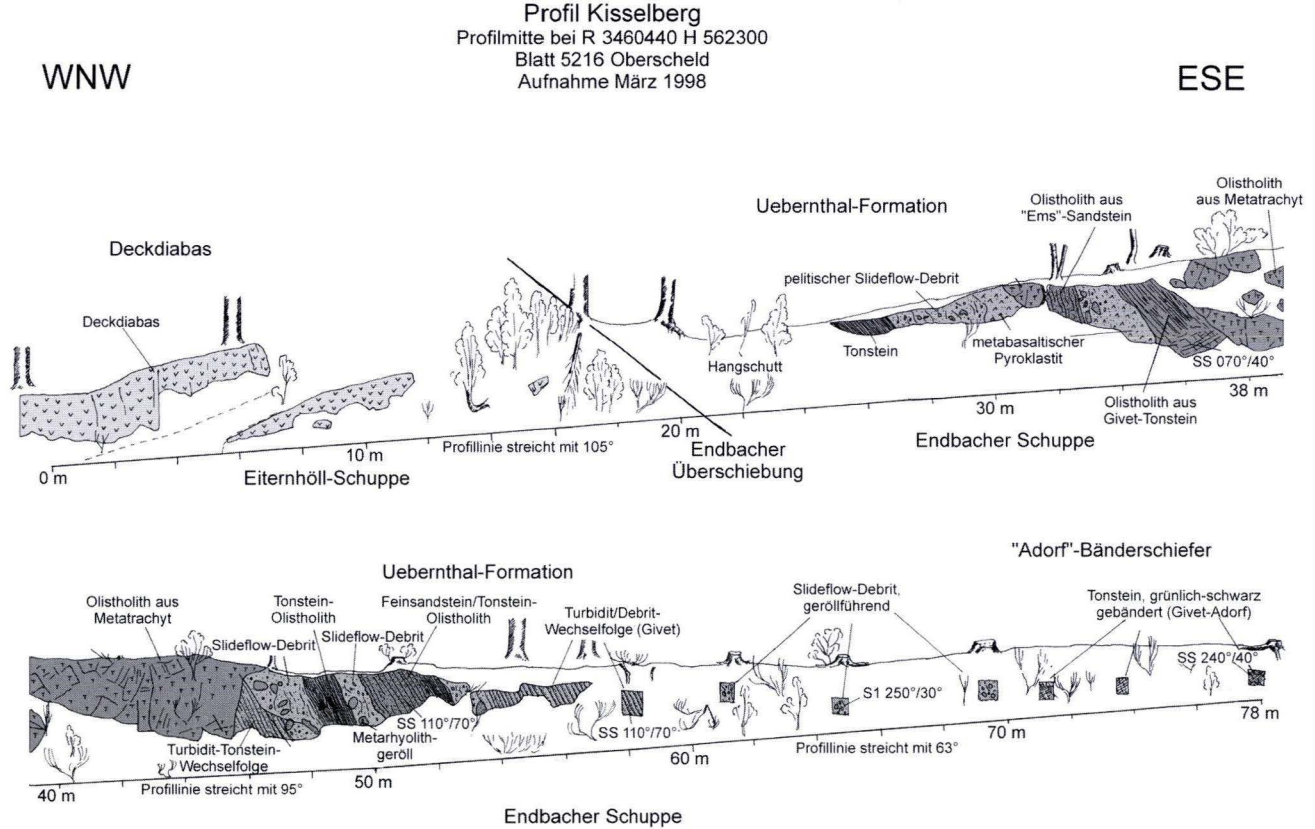 Profil Kisselberg
Profilmitte bei R 3460440 H 562300
Blatt 5216 Oberscheld
Aufnahme März 1998
WNW
ESE
Deckdiabas
Deckdiabas
Uebernthal-Formation
Olistholith aus
"Ems"-Sandstein
Olistholith
aus Metatrachyt
pelitischer Slideflow-Debrit
Hangschutt
Tonstein
metabasaltischer
Pyroklastit
SS 070°/40°
Olistholith aus
Givet-Tonstein
0 m
10 m
20 m
30 m
38 m
Profillinie streicht mit 105°
Eiternhöll-Schuppe
Endbacher
Überschiebung
Endbacher Schuppe
Uebernthal-Formation
"Adorf"-Bänderschiefer
Olistholith aus
Metatrachyt
Tonstein-
Olistholith
Feinsandstein/Tonstein-
Olistholith
Slideflow-Debrit
Slideflow-Debrit
Turbidit/Debrit-
Wechselfolge (Givet)
Slideflow-Debrit,
geröllführend
Tonstein, grünlich-schwarz
gebändert (Givet-Adorf)
SS 240°/40°
S1 250°/30°
SS 110°/70°
SS 110°/70°
Metarhyolith-
geröll
Turbidit-Tonstein-
Wechselfolge
40 m
50 m
60 m
70 m
78 m
Profillinie streicht mit 95°
Profillinie streicht mit 63°
Endbacher Schuppe